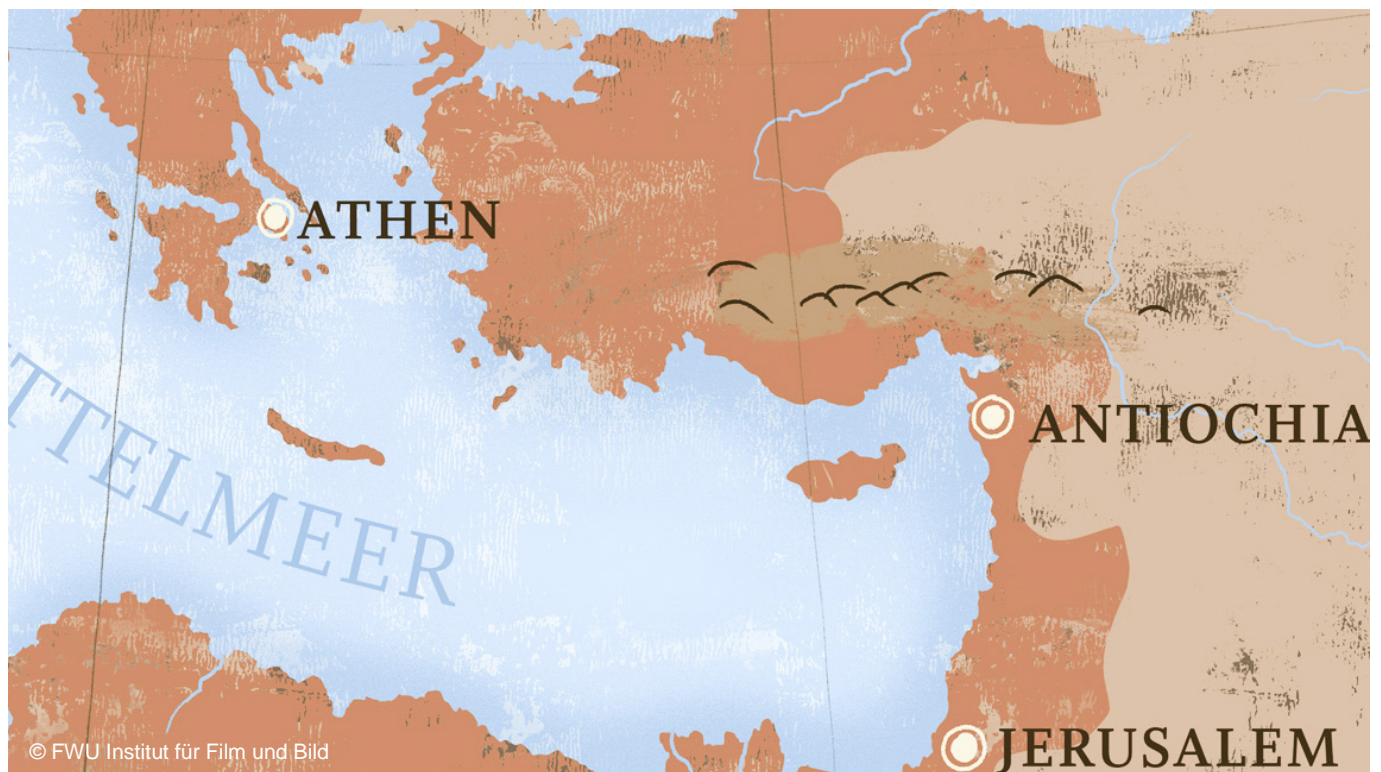 ATHEN
ANTIOCHIA
TTELMEER
JERUSALEM
© FWU Institut für Film und Bild